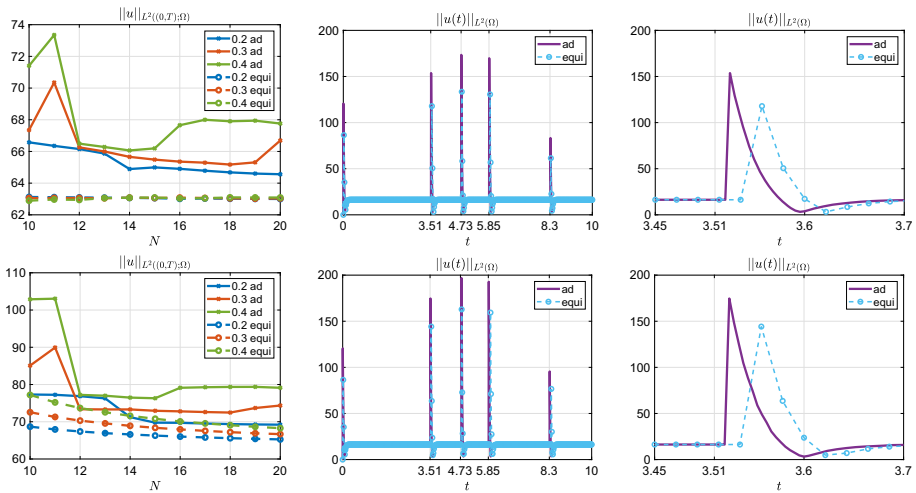 ||u||_{L²((0,T);Ω)}
74
72
70
68
66
64
62
10 12 14 16 18 20
N
0.2 ad
0.3 ad
0.4 ad
0.2 equi
0.3 equi
0.4 equi
||u(t)||_{L²(Ω)}
200
150
100
50
0
0 3.51 4.73 5.85 8.3 10
t
ad
equi
||u(t)||_{L²(Ω)}
200
150
100
50
0
3.45 3.51 3.6 3.7
t
ad
equi
||u||_{L²((0,T);Ω)}
110
100
90
80
70
60
10 12 14 16 18 20
N
0.2 ad
0.3 ad
0.4 ad
0.2 equi
0.3 equi
0.4 equi
||u(t)||_{L²(Ω)}
200
150
100
50
0
0 3.51 4.73 5.85 8.3 10
t
ad
equi
||u(t)||_{L²(Ω)}
200
150
100
50
0
3.45 3.51 3.6 3.7
t
ad
equi